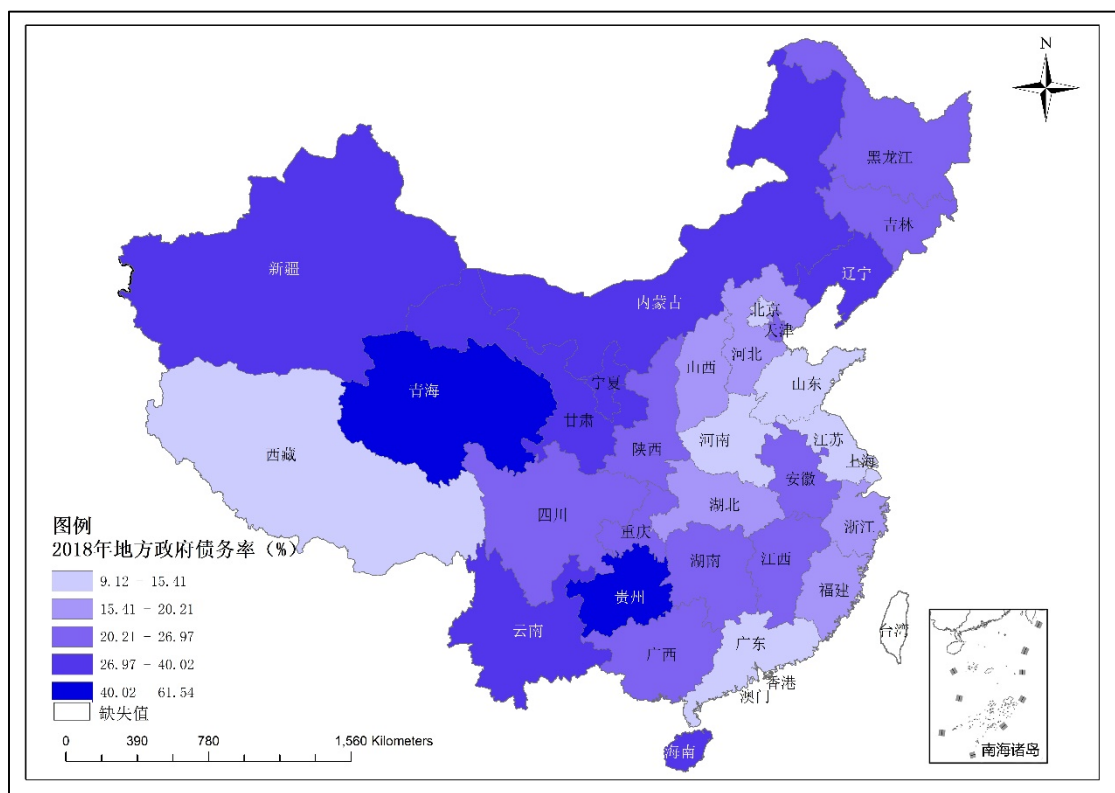 N
黑龙江
吉林
辽宁
新疆
内蒙古
北京
天津
河北
山西
山东
宁夏
青海
甘肃
陕西
河南
江苏
上海
安徽
西藏
湖北
浙江
四川
重庆
湖南
江西
贵州
福建
云南
广西
广东
台湾
香港
澳门
海南
图例
2018年地方政府债务率（%）
9.12 - 15.41
15.41 - 20.21
20.21 - 26.97
26.97 - 40.02
40.02 - 61.54
缺失值
0 390 780 1,560 Kilometers
南海诸岛